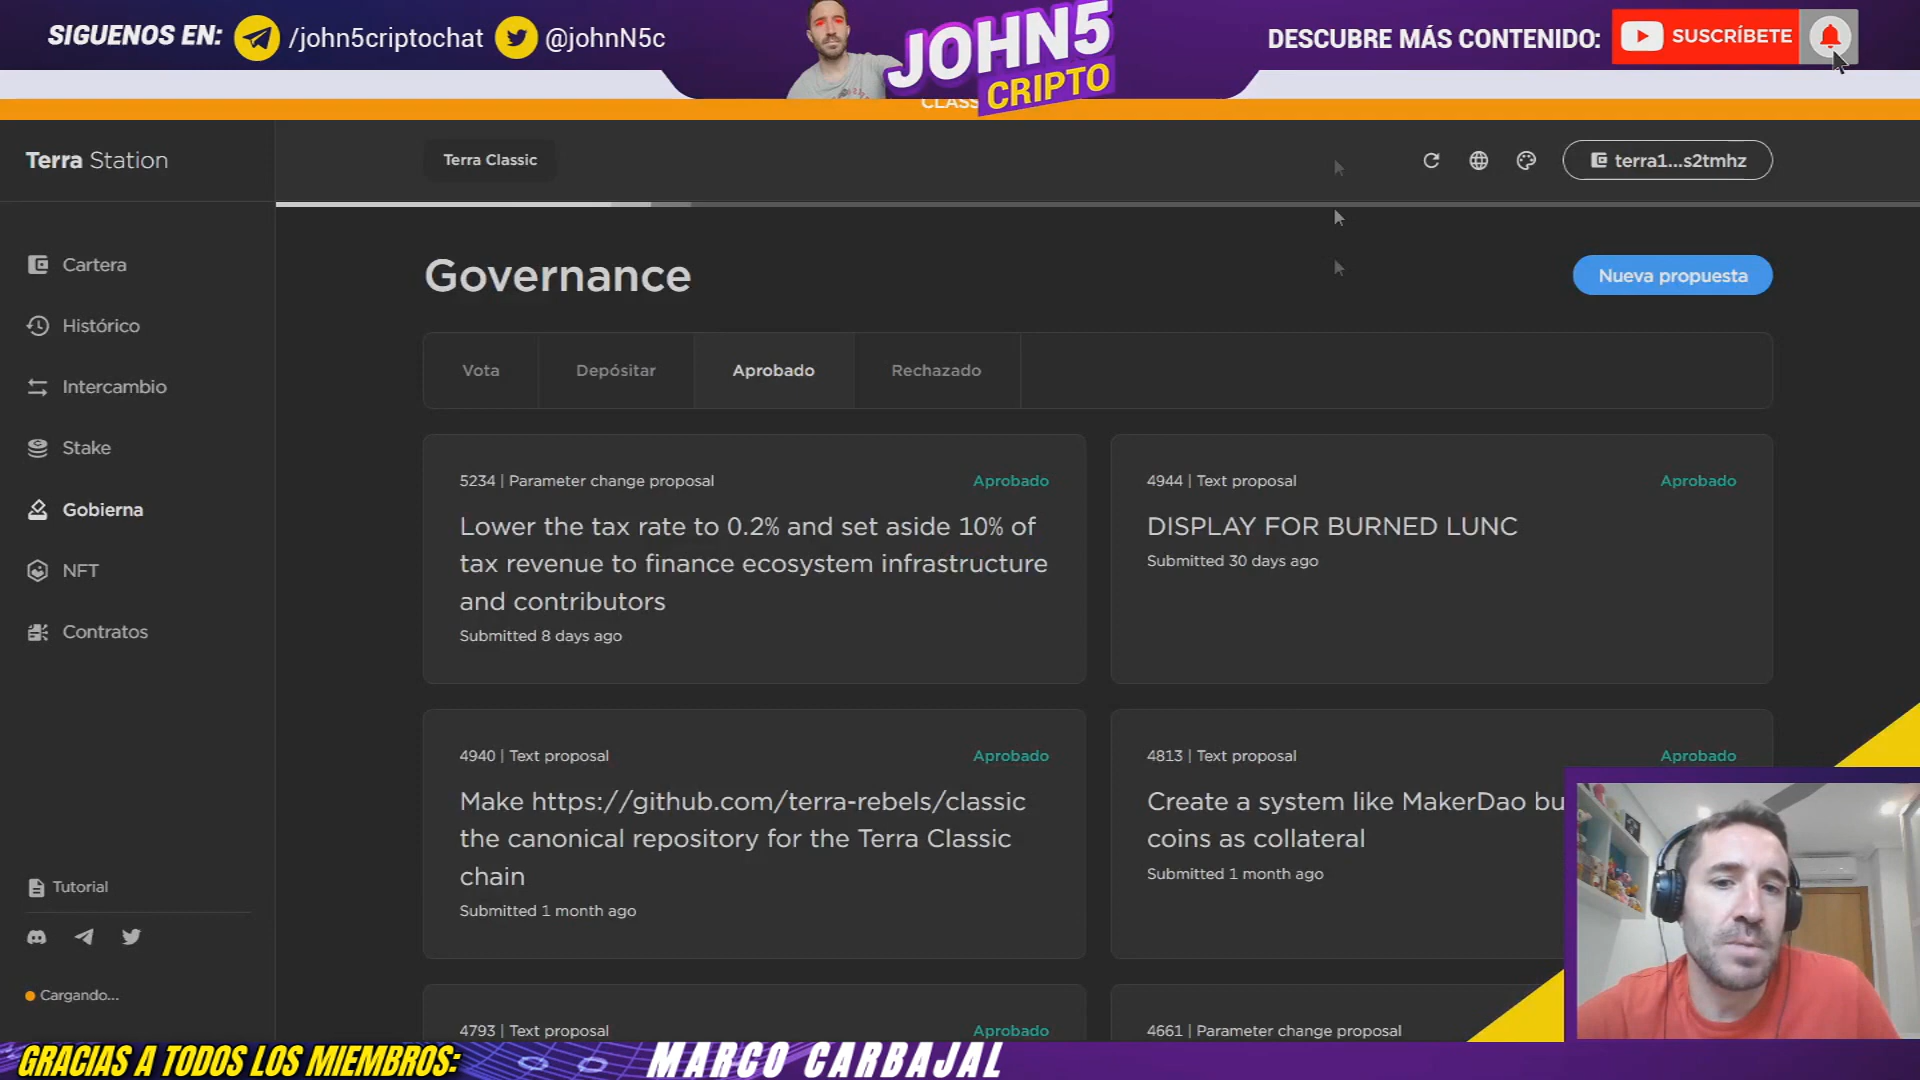 SIGUENOS EN:
/john5criptochat
@johnN5c
JOHN5
CRIPTO
DESCUBRE MÁS CONTENIDO:
SUSCRÍBETE
Terra Station
Terra Classic
terra1...s2tmhz
Cartera
Histórico
Intercambio
Stake
Gobierna
NFT
Contratos
Tutorial
Cargando...
Governance
Nueva propuesta
Vota
Depósitar
Aprobado
Rechazado
5234 | Parameter change proposal
Aprobado
Lower the tax rate to 0.2% and set aside 10% of
tax revenue to finance ecosystem infrastructure
and contributors
Submitted 8 days ago
4944 | Text proposal
Aprobado
DISPLAY FOR BURNED LUNC
Submitted 30 days ago
4940 | Text proposal
Aprobado
Make https://github.com/terra-rebels/classic
the canonical repository for the Terra Classic
chain
Submitted 1 month ago
4813 | Text proposal
Aprobado
Create a system like MakerDao bu
coins as collateral
Submitted 1 month ago
4793 | Text proposal
Aprobado
4661 | Parameter change proposal
GRACIAS A TODOS LOS MIEMBROS:
MARCO CARBAJAL